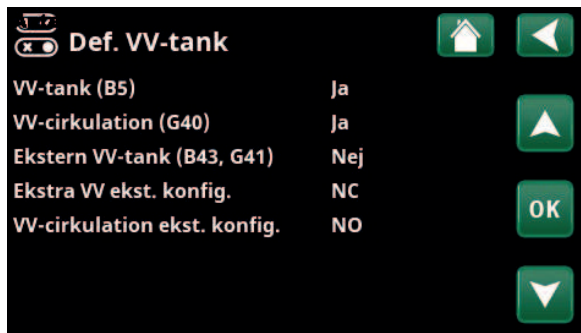 Def. VV-tank
VV-tank (B5) Ja
VV-cirkulation (G40) Ja
Ekstern VV-tank (B43, G41) Nej
Ekstra VV ekst. konfig. NC
VV-cirkulation ekst. konfig. NO
OK